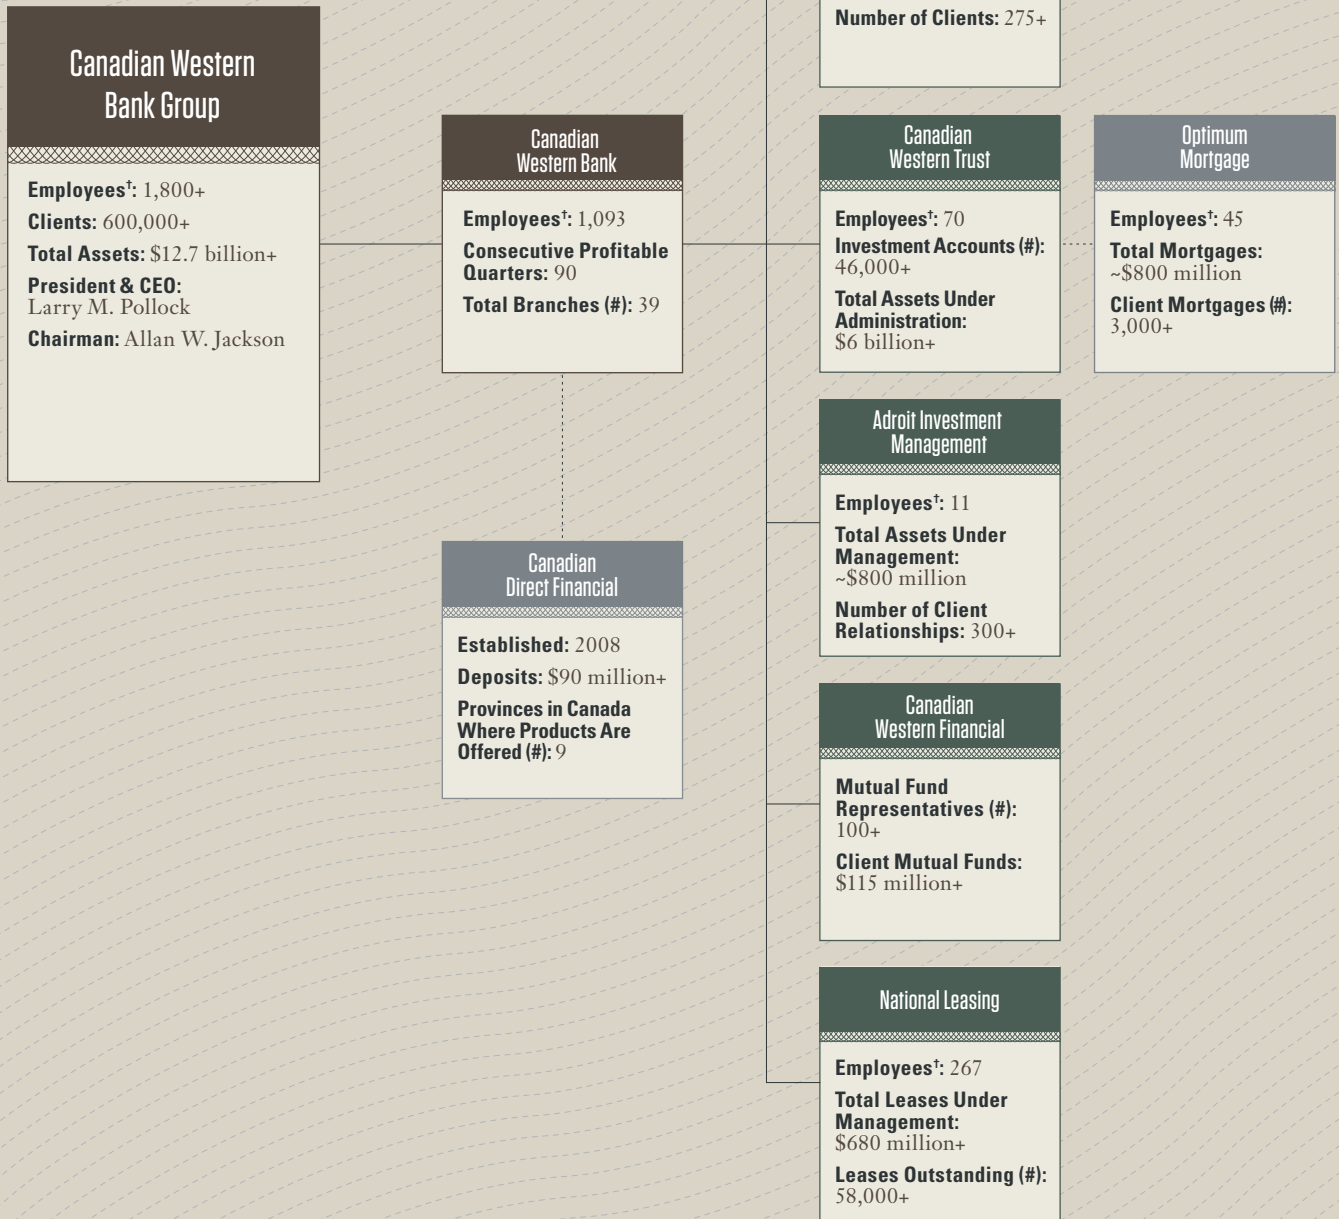 Canadian Western
Bank Group
Employees†: 1,800+
Clients: 600,000+
Total Assets: $12.7 billion+
President & CEO:
Larry M. Pollock
Chairman: Allan W. Jackson
Canadian
Western Bank
Employees†: 1,093
Consecutive Profitable
Quarters: 90
Total Branches (#): 39
Canadian
Direct Financial
Established: 2008
Deposits: $90 million+
Provinces in Canada
Where Products Are
Offered (#): 9
Number of Clients: 275+
Canadian
Western Trust
Employees†: 70
Investment Accounts (#):
46,000+
Total Assets Under
Administration:
$6 billion+
Optimum
Mortgage
Employees†: 45
Total Mortgages:
~$800 million
Client Mortgages (#):
3,000+
Adroit Investment
Management
Employees†: 11
Total Assets Under
Management:
~$800 million
Number of Client
Relationships: 300+
Canadian
Western Financial
Mutual Fund
Representatives (#):
100+
Client Mutual Funds:
$115 million+
National Leasing
Employees†: 267
Total Leases Under
Management:
$680 million+
Leases Outstanding (#):
58,000+